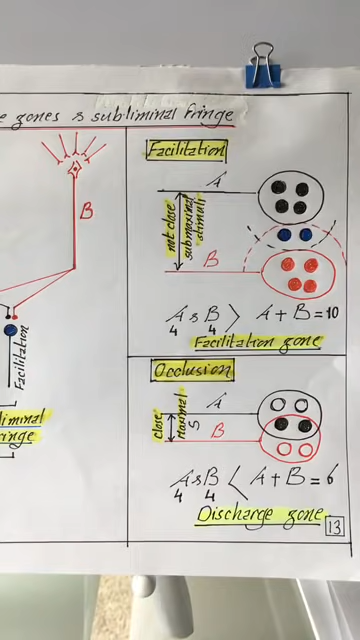 e zones & subliminal fringe
Facilitation
A
not close
submaximal
stimuli
B
A & B > A + B = 10
4 4
Facilitation zone
B
Facilitation
liminal
inge
Occlusion
A
close
maximal
S
B
A & B < A + B = 6
4 4
Discharge zone
13